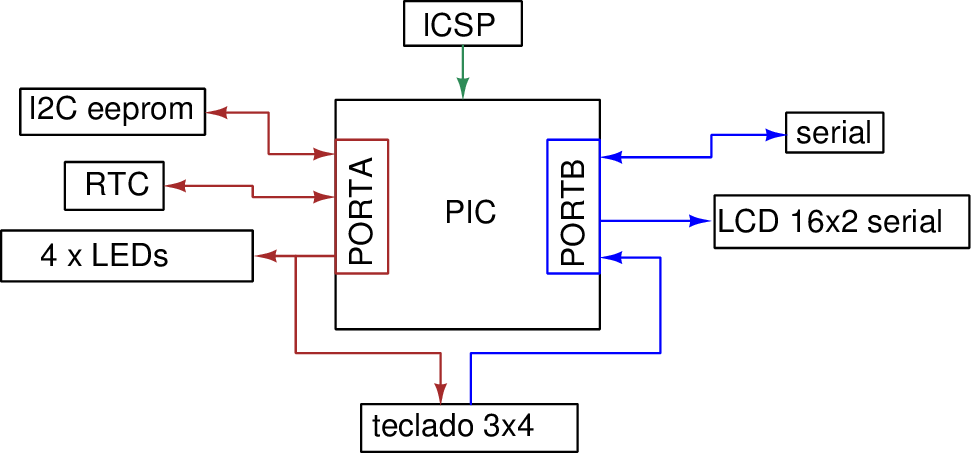 ICSP
I2C eeprom
serial
RTC
PORTA
PIC
PORTB
LCD 16x2 serial
4 x LEDs
teclado 3x4